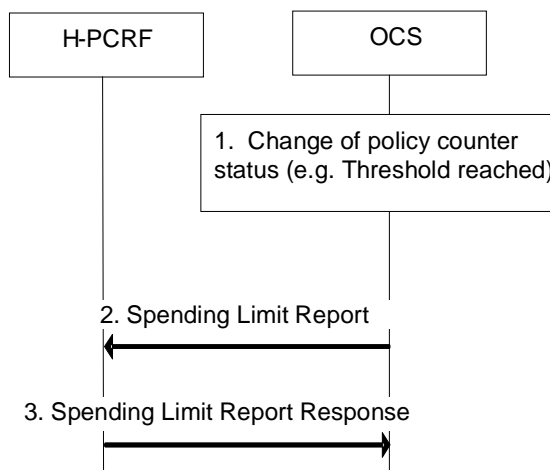 H-PCRF
OCS
1. Change of policy counter
status (e.g. Threshold reached)
2. Spending Limit Report
3. Spending Limit Report Response